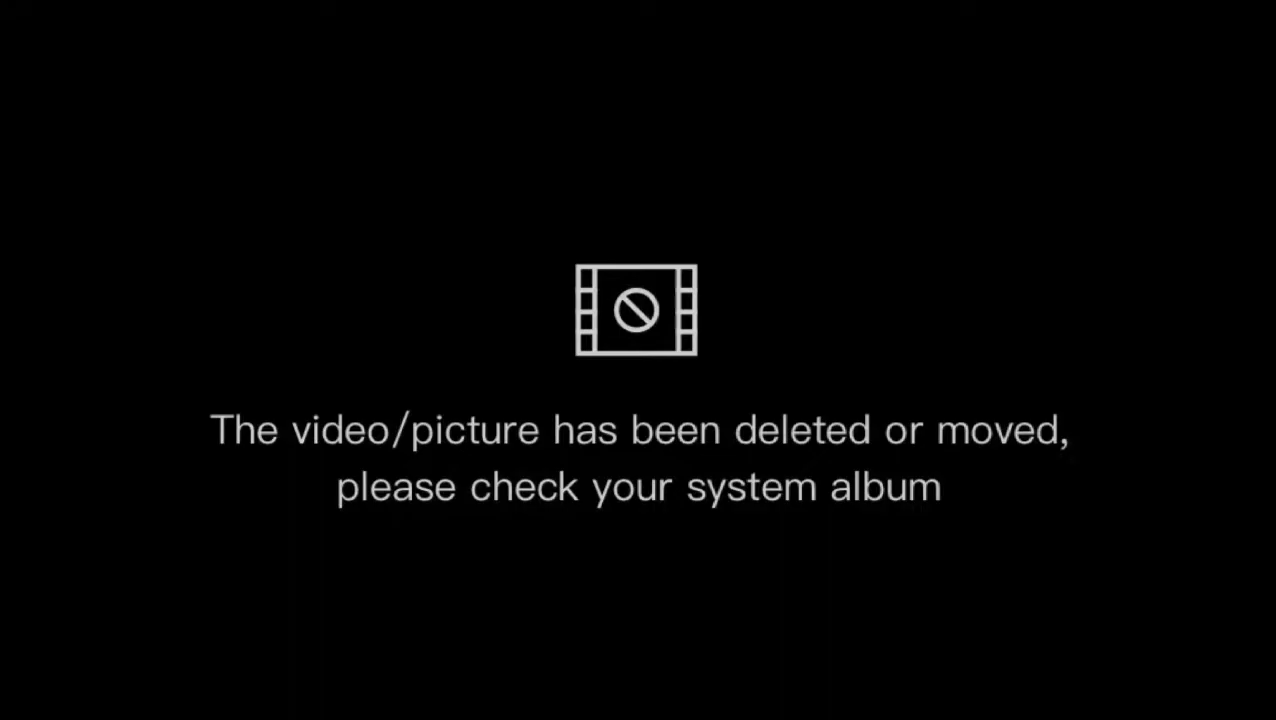 The video/picture has been deleted or moved,
please check your system album